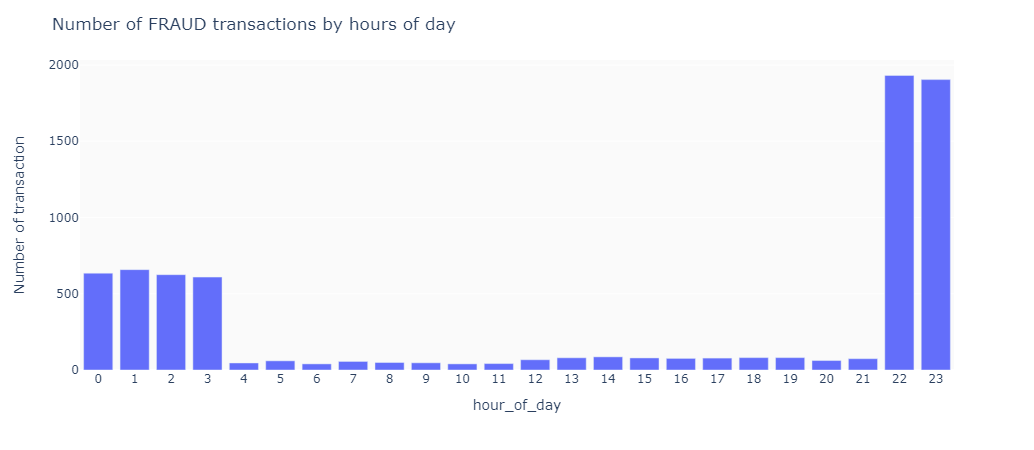 Number of FRAUD transactions by hours of day
Number of transaction
2000
1500
1000
500
0
0 1 2 3 4 5 6 7 8 9 10 11 12 13 14 15 16 17 18 19 20 21 22 23
hour_of_day